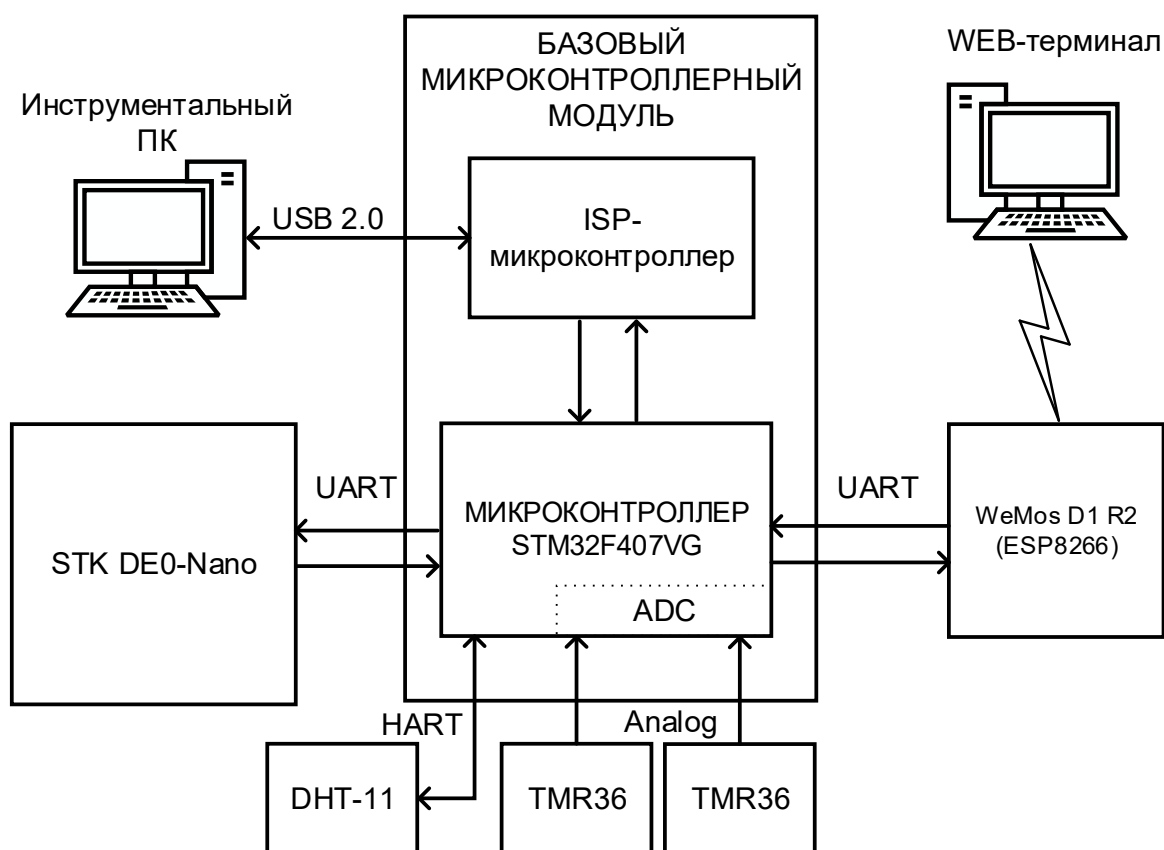 БАЗОВЫЙ
МИКРОКОНТРОЛЛЕРНЫЙ
МОДУЛЬ
WEB-терминал
Инструментальный
ПК
USB 2.0
ISP-
микроконтроллер
UART
МИКРОКОНТРОЛЛЕР
STM32F407VG
ADC
UART
WeMos D1 R2
(ESP8266)
STK DE0-Nano
HART
Analog
DHT-11
TMR36
TMR36